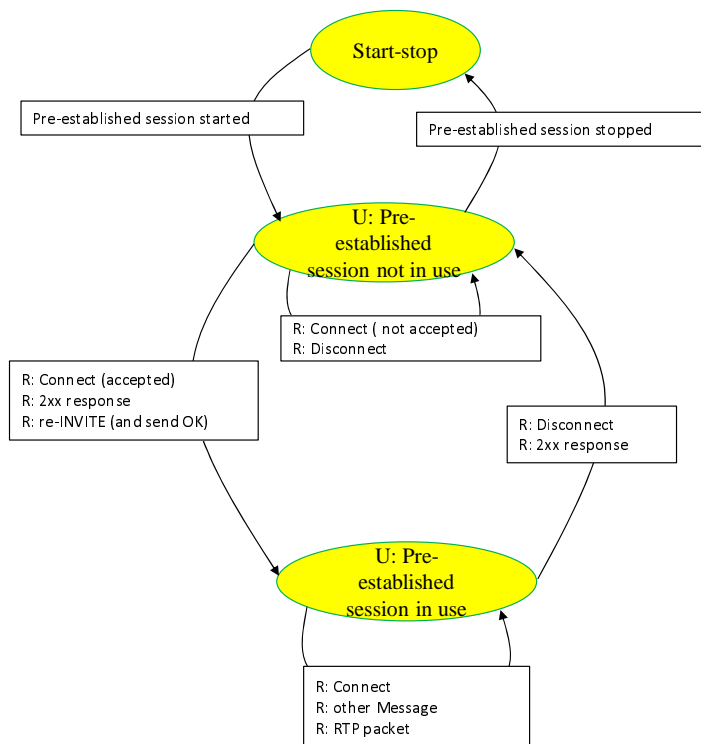 Start-stop
Pre-established session started
Pre-established session stopped
U: Pre-
established
session not in use
R: Connect ( not accepted)
R: Disconnect
R: Connect (accepted)
R: 2xx response
R: re-INVITE (and send OK)
R: Disconnect
R: 2xx response
U: Pre-
established
session in use
R: Connect
R: other Message
R: RTP packet